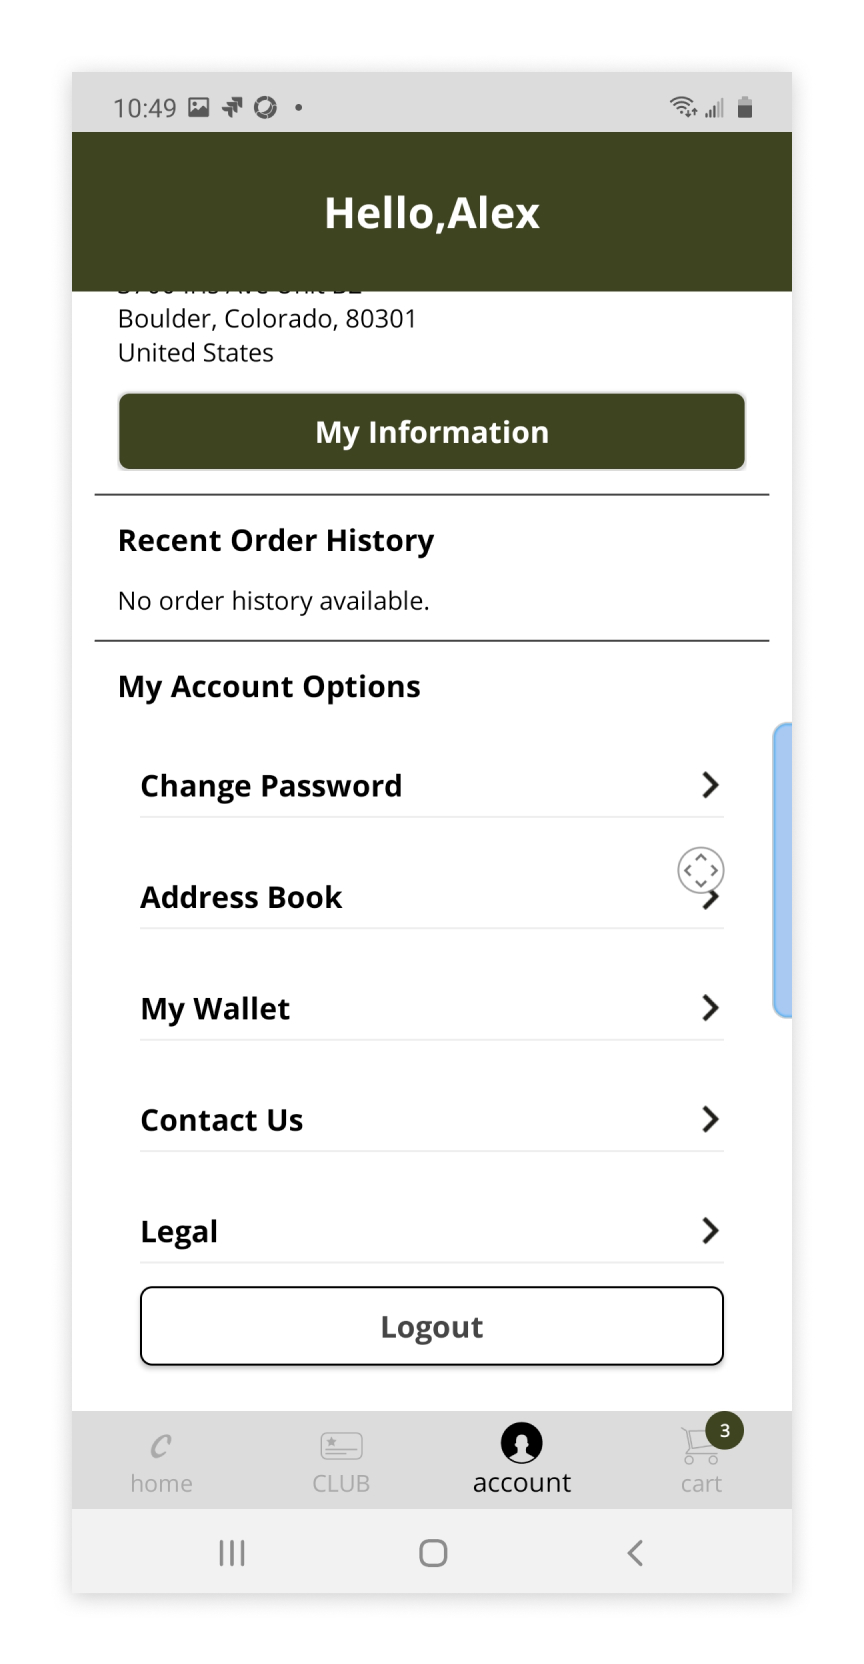 10:49
Hello,Alex
Boulder, Colorado, 80301
United States
My Information
Recent Order History
No order history available.
My Account Options
Change Password
Address Book
My Wallet
Contact Us
Legal
Logout
3
home CLUB account cart